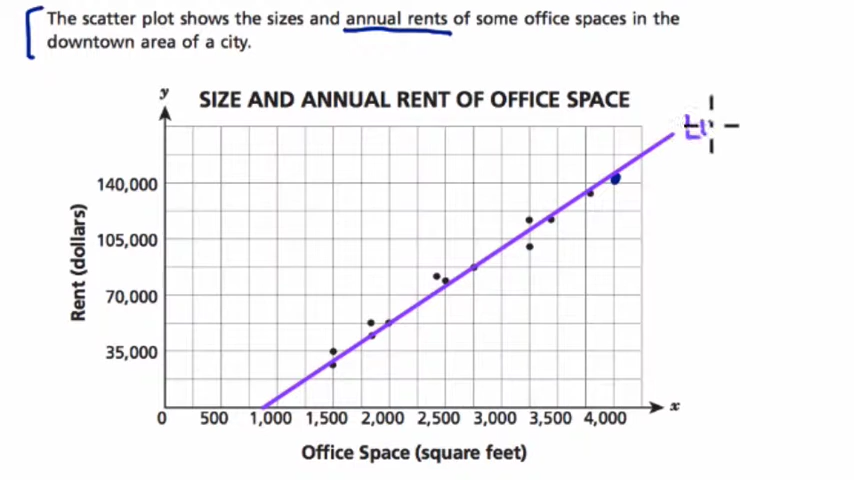 The scatter plot shows the sizes and annual rents of some office spaces in the
downtown area of a city.
y
SIZE AND ANNUAL RENT OF OFFICE SPACE
140,000
105,000
70,000
35,000
Rent (dollars)
0 500 1,000 1,500 2,000 2,500 3,000 3,500 4,000
x
Office Space (square feet)